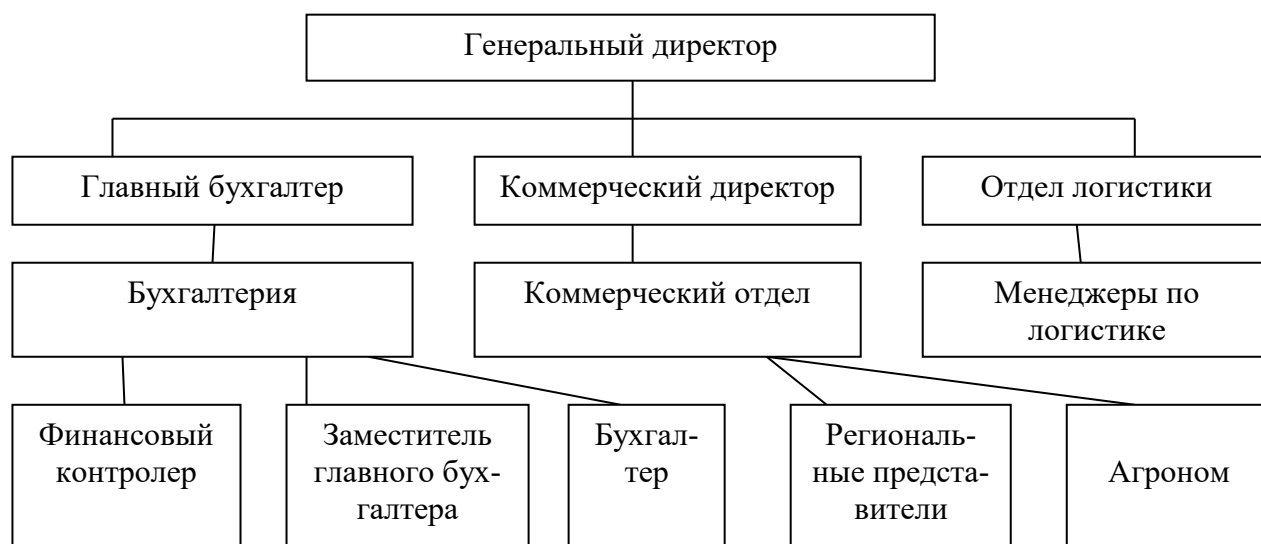 Генеральный директор
Главный бухгалтер
Коммерческий директор
Отдел логистики
Бухгалтерия
Коммерческий отдел
Менеджеры по
логистике
Финансовый
контролер
Заместитель
главного бух-
галтера
Бухгал-
тер
Региональ-
ные предста-
вители
Агроном